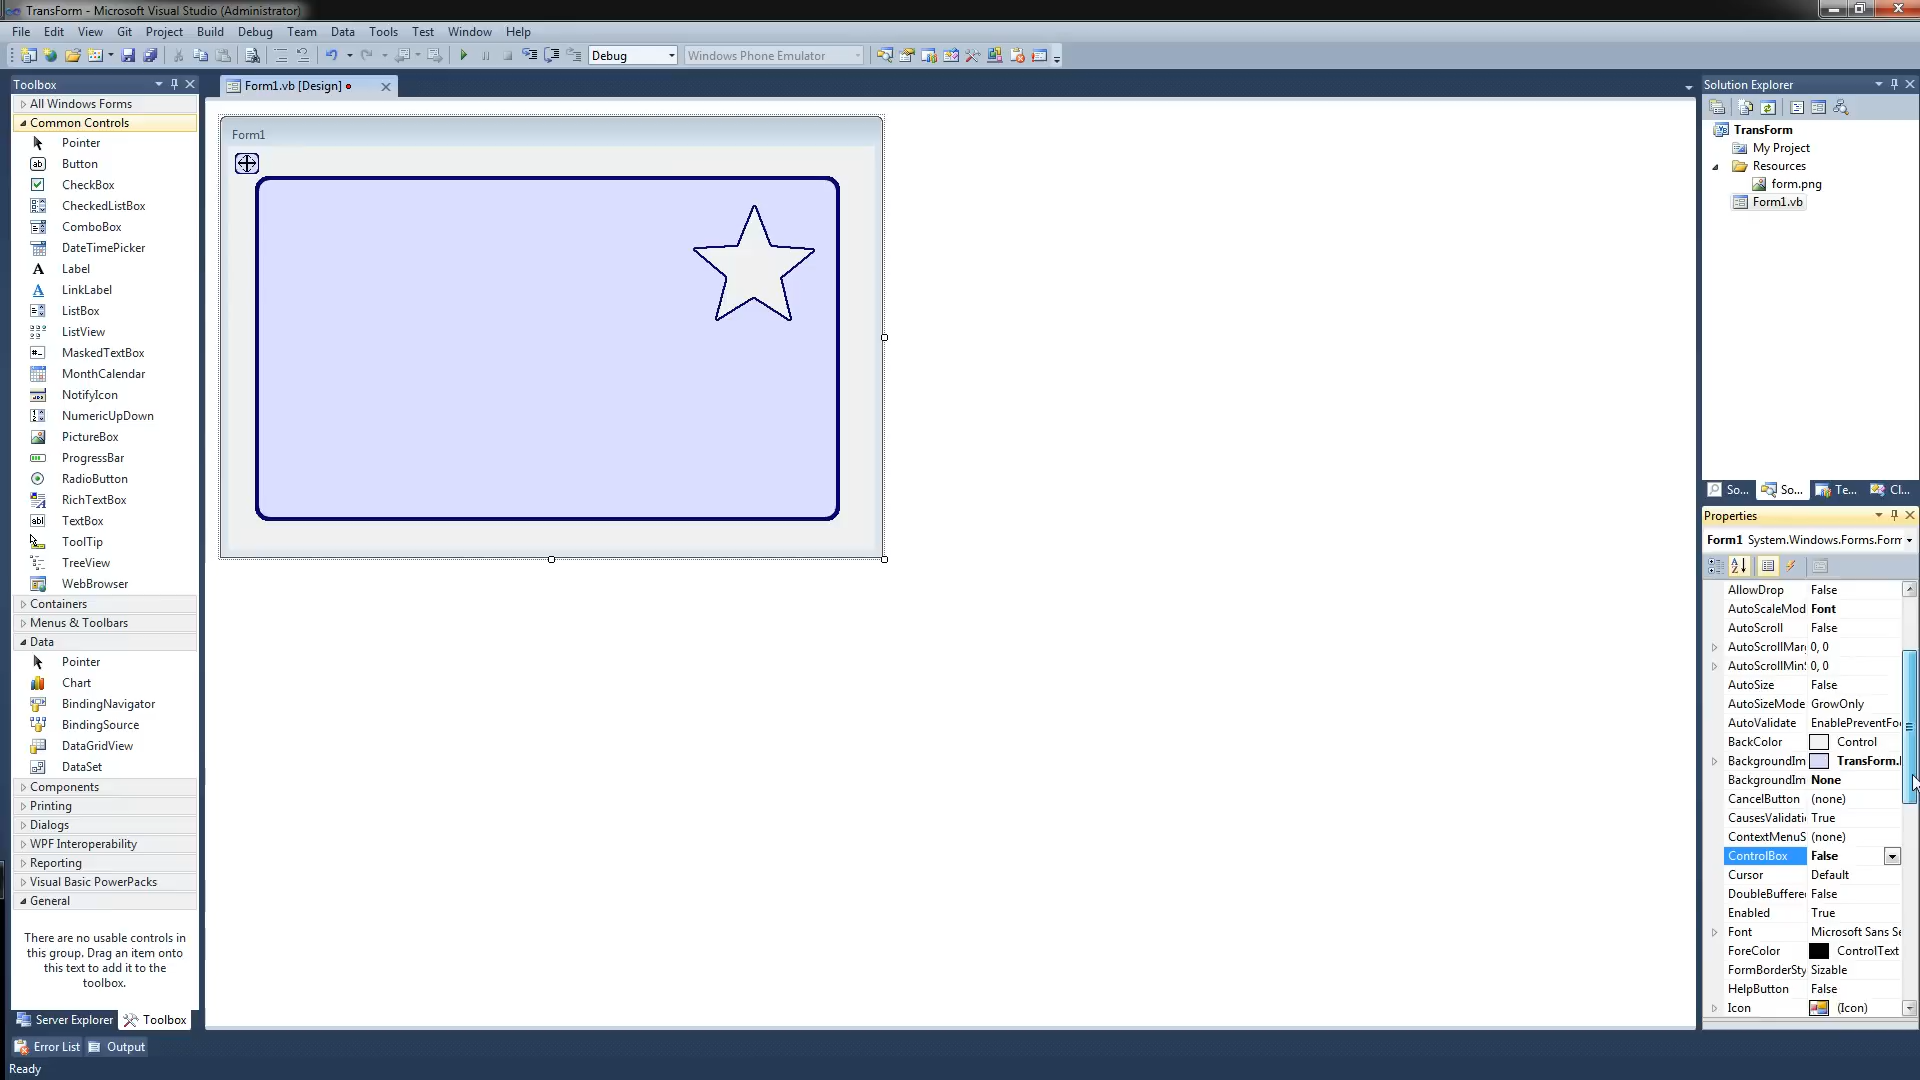 TransForm - Microsoft Visual Studio (Administrator)
File Edit View Git Project Build Debug Team Data Tools Test Window Help
Debug Windows Phone Emulator
Toolbox
All Windows Forms
Common Controls
Pointer
Button
CheckBox
CheckedListBox
ComboBox
DateTimePicker
Label
LinkLabel
ListBox
ListView
MaskedTextBox
MonthCalendar
NotifyIcon
NumericUpDown
PictureBox
ProgressBar
RadioButton
RichTextBox
TextBox
ToolTip
TreeView
WebBrowser
Containers
Menus & Toolbars
Data
Pointer
Chart
BindingNavigator
BindingSource
DataGridView
DataSet
Components
Printing
Dialogs
WPF Interoperability
Reporting
Visual Basic PowerPacks
General
There are no usable controls in
this group. Drag an item onto
this text to add it to the
toolbox.
Server Explorer Toolbox
Error List Output
Ready
Form1.vb [Design]
Form1
Solution Explorer
TransForm
My Project
Resources
form.png
Form1.vb
So... So... Te... Cl...
Properties
Form1 System.Windows.Forms.Form
AllowDrop False
AutoScaleMod Font
AutoScroll False
AutoScrollMar 0, 0
AutoScrollMinS 0, 0
AutoSize False
AutoSizeMode GrowOnly
AutoValidate EnablePreventFo
BackColor Control
BackgroundIm TransForm.
BackgroundIm None
CancelButton (none)
CausesValidati True
ContextMenuS (none)
ControlBox False
Cursor Default
DoubleBuffere False
Enabled True
Font Microsoft Sans Se
ForeColor ControlText
FormBorderSty Sizable
HelpButton False
Icon (Icon)